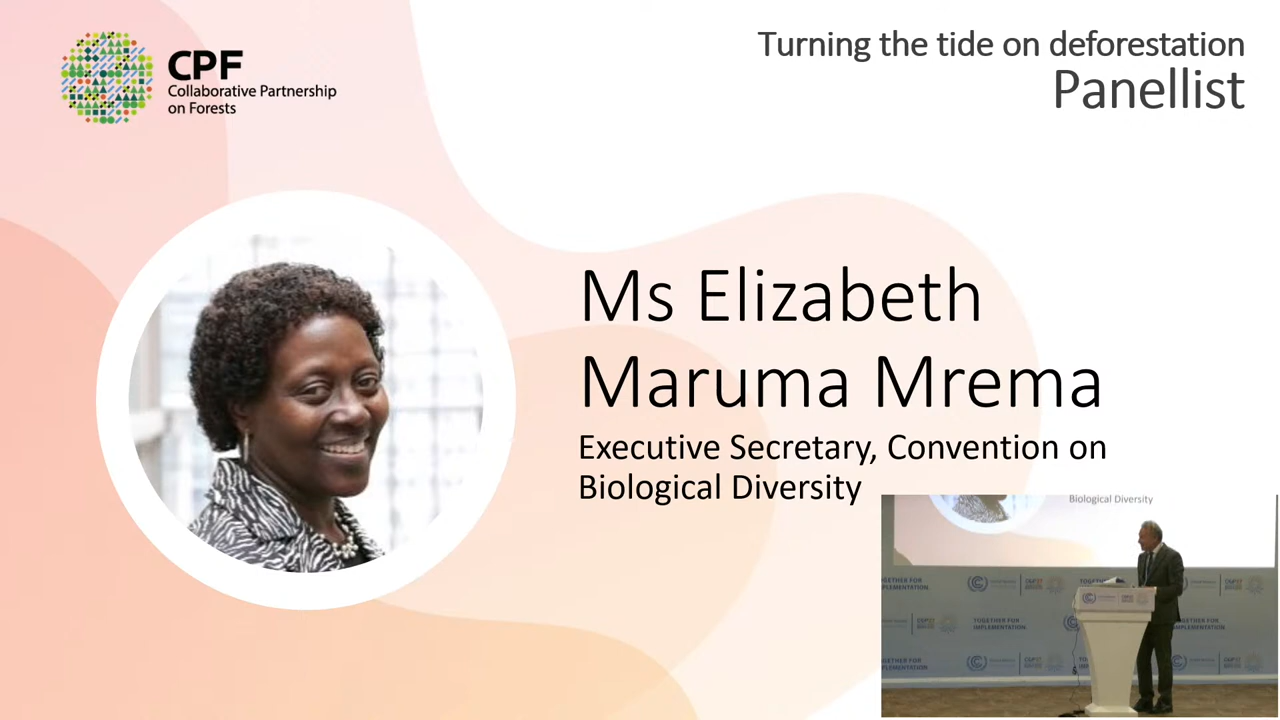 CPF
Collaborative Partnership
on Forests
Turning the tide on deforestation
Panellist
Ms Elizabeth
Maruma Mrema
Executive Secretary, Convention on
Biological Diversity
Biological Diversity
TOGETHER FOR
IMPLEMENTATION